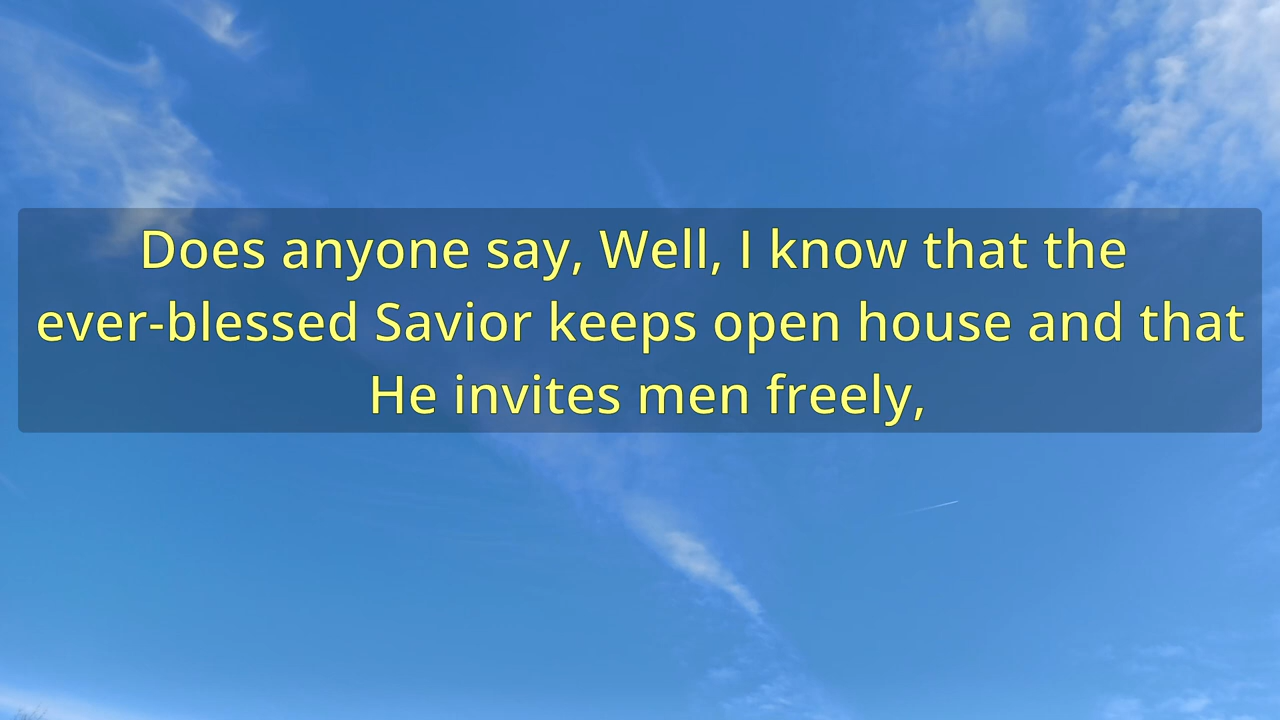 Does anyone say, Well, I know that the
ever-blessed Savior keeps open house and that
He invites men freely,